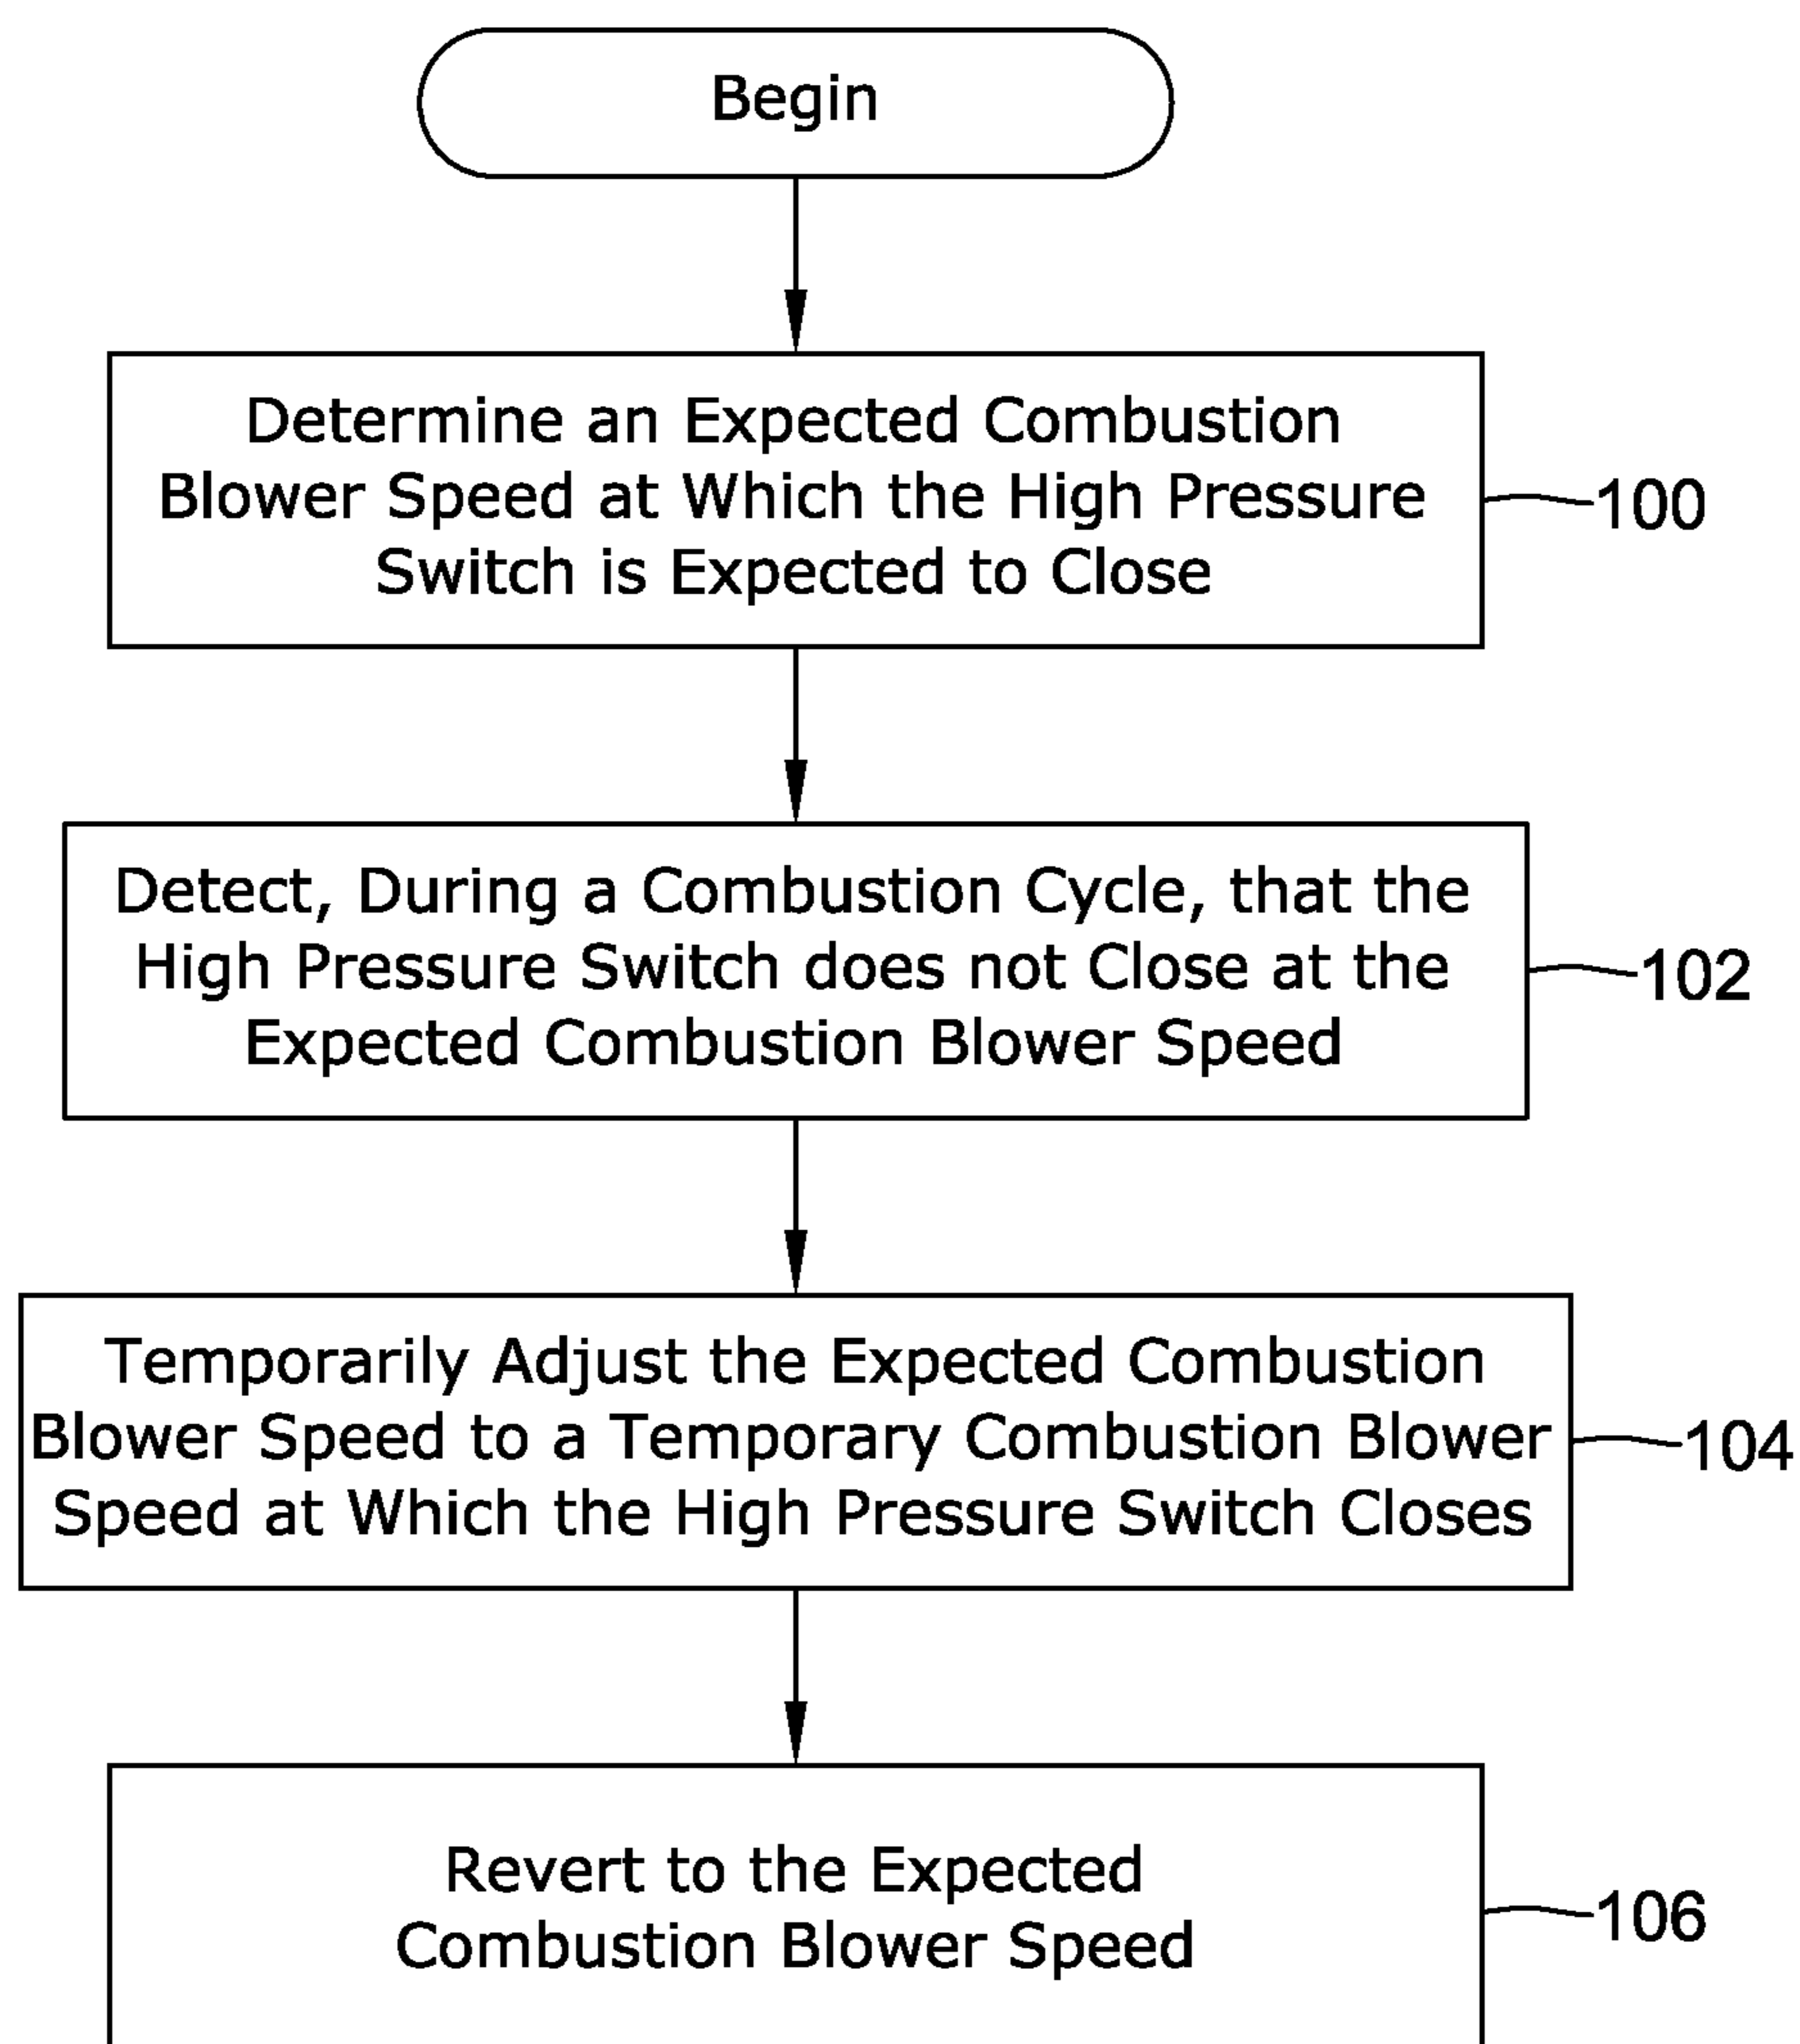 Begin
Determine an Expected Combustion
Blower Speed at Which the High Pressure
Switch is Expected to Close
100
Detect, During a Combustion Cycle, that the
High Pressure Switch does not Close at the
Expected Combustion Blower Speed
102
Temporarily Adjust the Expected Combustion
Blower Speed to a Temporary Combustion Blower
Speed at Which the High Pressure Switch Closes
104
Revert to the Expected
Combustion Blower Speed
106